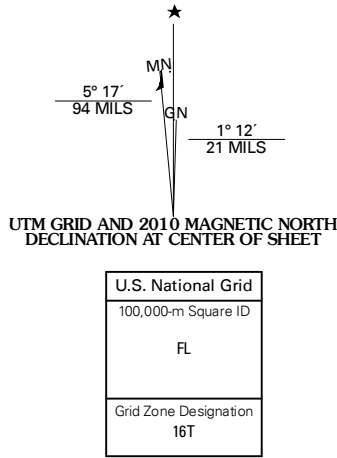 MN
5° 17´
94 MILS
GN
1° 12´
21 MILS
UTM GRID AND 2010 MAGNETIC NORTH
DECLINATION AT CENTER OF SHEET
U.S. National Grid
100,000-m Square ID
FL
Grid Zone Designation
16T